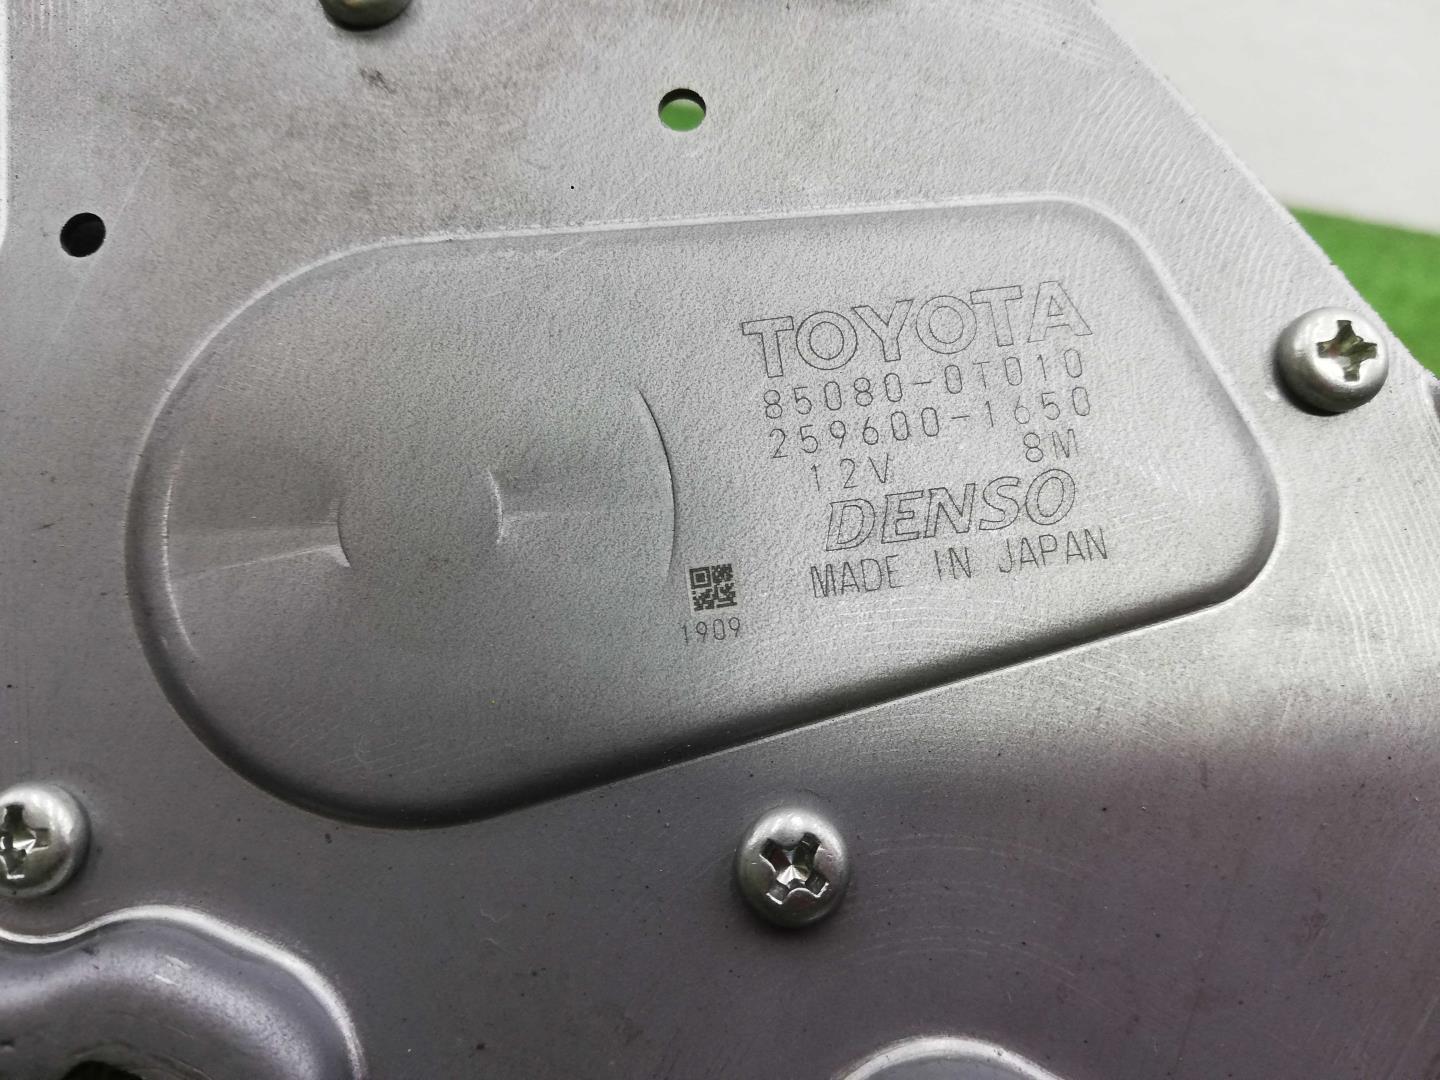 TOYOTA
85080-0T010
259600-1650
12V 8M
DENSO
MADE IN JAPAN
1909